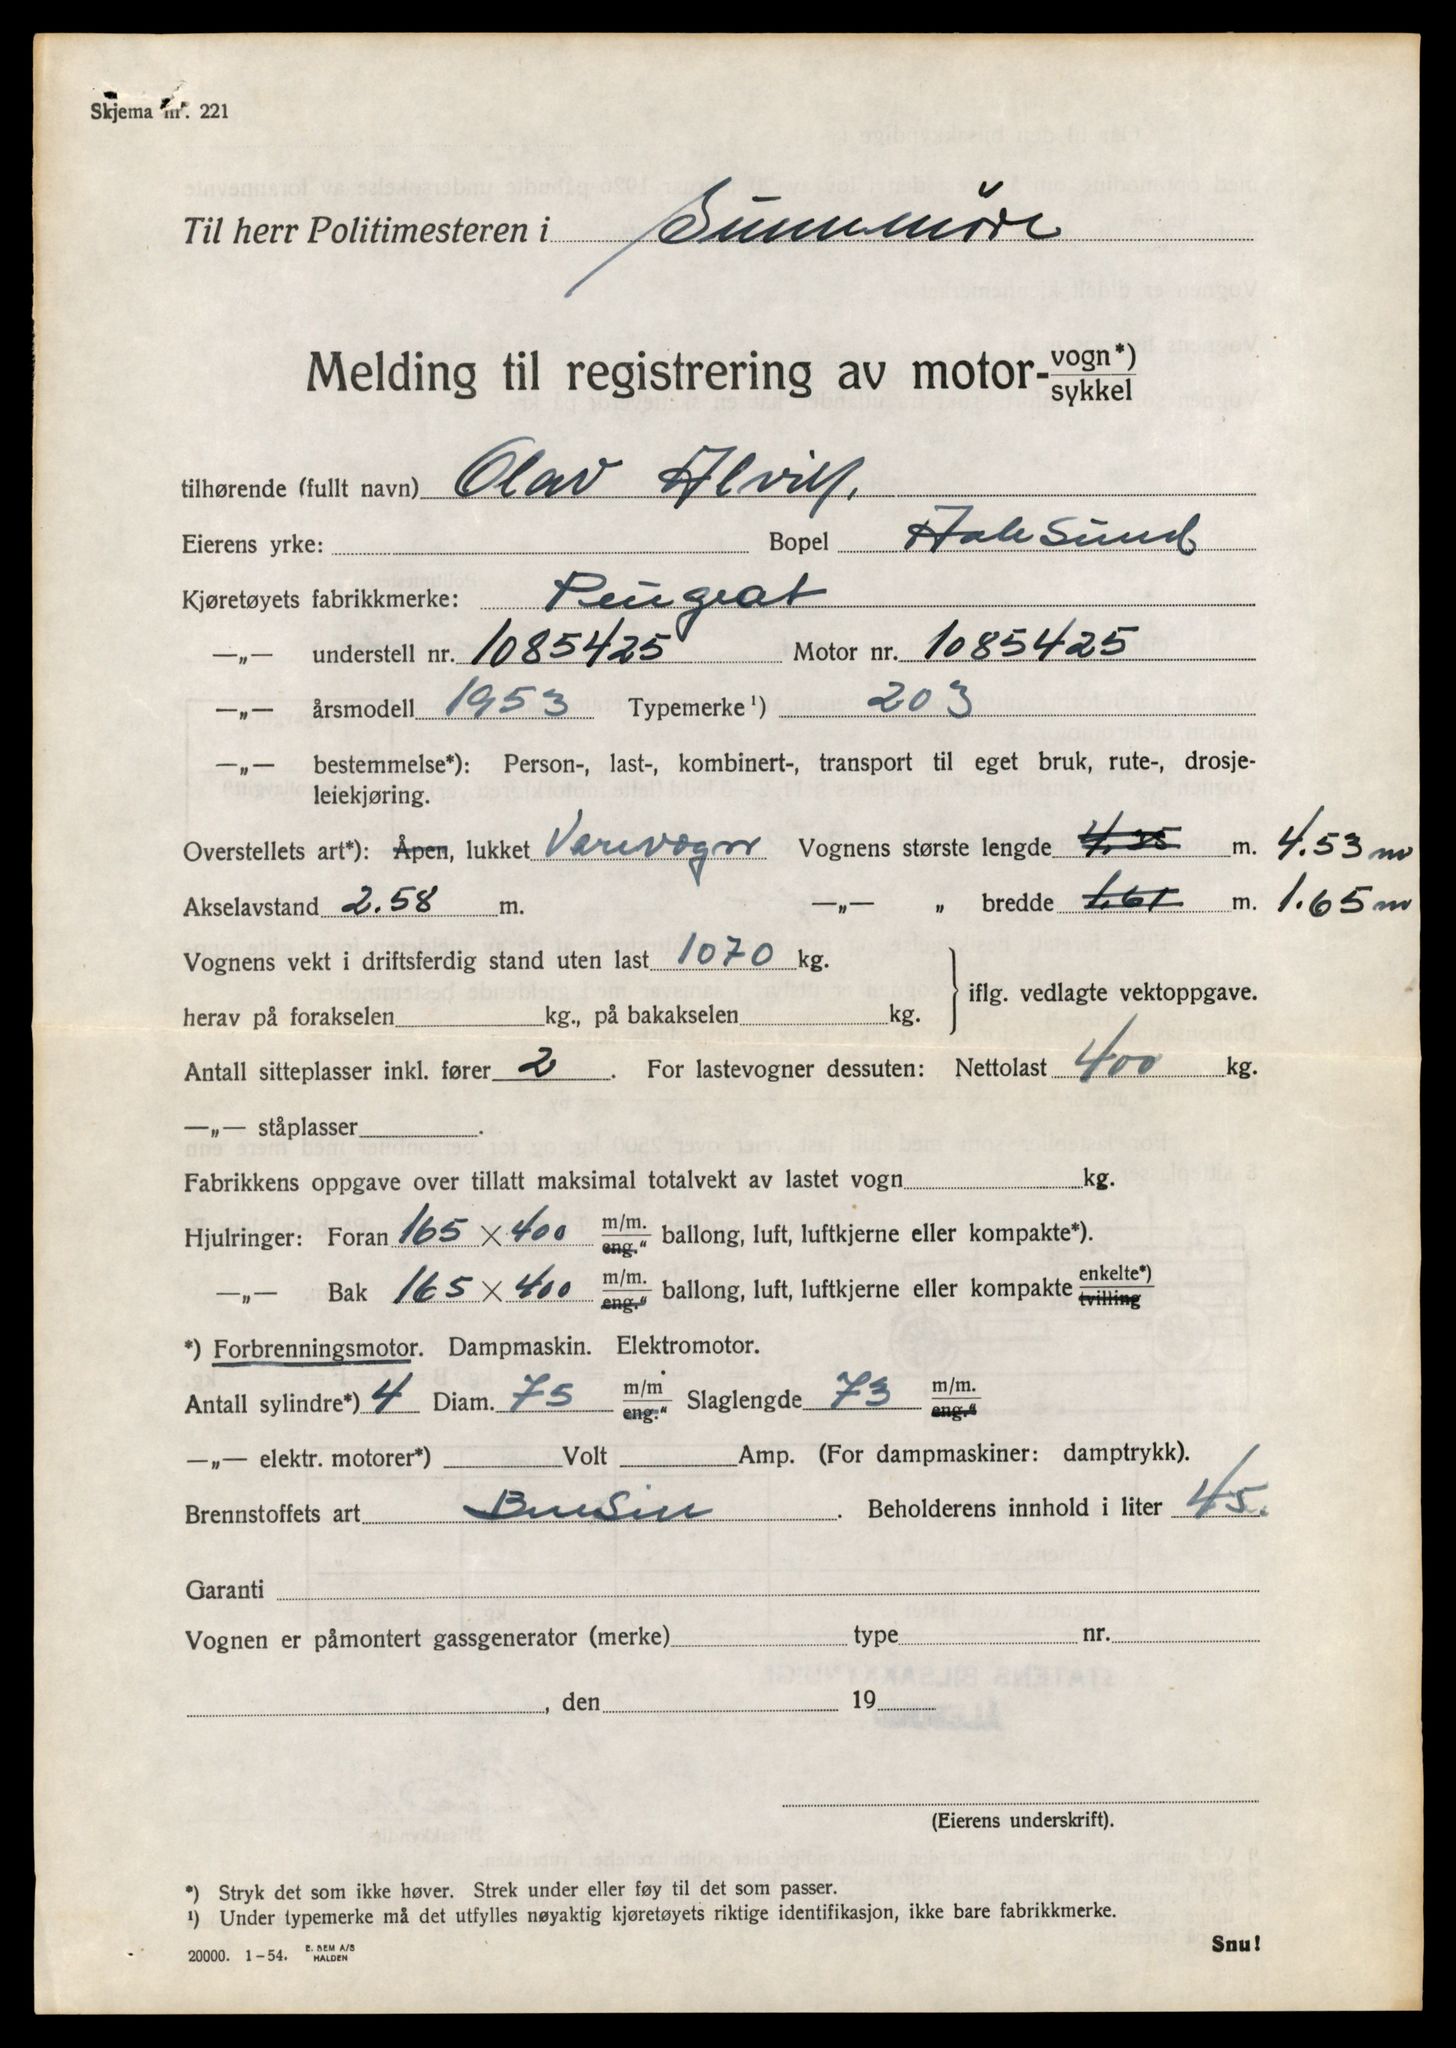 Skjema nr. 221
Til herr Politimesteren i Sunnmöre
Melding til registrering av motor-vogn*)
sykkel
tilhørende (fullt navn) Olav
Eierens yrke: Bopel Aalesund
Kjøretøyets fabrikkmerke: Peugeot
—„— understell nr. 1085425 Motor nr. 1085425
—„— årsmodell 1953 Typemerke¹) 203
—„— bestemmelse*): Person-, last-, kombinert-, transport til eget bruk, rute-, drosje-
leiekjøring.
Overstellets art*): Åpen, lukket Varevogn Vognens største lengde 4.35 m. 4.53 m
Akselavstand 2.58 m. —„— „ bredde 1.61 m. 1.65 m
Vognens vekt i driftsferdig stand uten last 1070 kg.
herav på forakselen kg., på bakakselen kg. } iflg. vedlagte vektoppgave.
Antall sitteplasser inkl. fører 2. For lastevogner dessuten: Nettolast 400 kg.
—„— ståplasser .
Fabrikkens oppgave over tillatt maksimal totalvekt av lastet vogn kg.
Hjulringer: Foran 165 × 400 m/m. eng.“ ballong, luft, luftkjerne eller kompakte*).
—„— Bak 165 × 400 m/m. eng.“ ballong, luft, luftkjerne eller kompakte enkelte*) tvilling
*) Forbrenningsmotor. Dampmaskin. Elektromotor.
Antall sylindre*) 4 Diam. 75 m/m eng.“ Slaglengde 73 m/m. eng.“
—„— elektr. motorer*) Volt Amp. (For dampmaskiner: damptrykk).
Brennstoffets art Bensin . Beholderens innhold i liter 45.
Garanti
Vognen er påmontert gassgenerator (merke) type nr.
, den 19
(Eierens underskrift).
*) Stryk det som ikke høver. Strek under eller føy til det som passer.
¹) Under typemerke må det utfylles nøyaktig kjøretøyets riktige identifikasjon, ikke bare fabrikkmerke.
20000. 1-54. E. SEM A/S HALDEN
Snu!